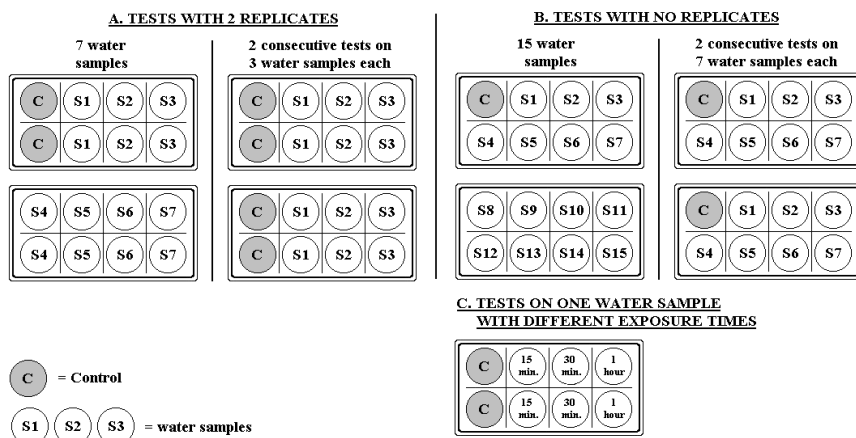 A. TESTS WITH 2 REPLICATES
7 water
samples
C S1 S2 S3
C S1 S2 S3
S4 S5 S6 S7
S4 S5 S6 S7
2 consecutive tests on
3 water samples each
C S1 S2 S3
C S1 S2 S3
C S1 S2 S3
C S1 S2 S3
B. TESTS WITH NO REPLICATES
15 water
samples
C S1 S2 S3
S4 S5 S6 S7
S8 S9 S10 S11
S12 S13 S14 S15
2 consecutive tests on
7 water samples each
C S1 S2 S3
S4 S5 S6 S7
C S1 S2 S3
S4 S5 S6 S7
C. TESTS ON ONE WATER SAMPLE
WITH DIFFERENT EXPOSURE TIMES
C 15 min. 30 min. 1 hour
C 15 min. 30 min. 1 hour
C = Control
S1 S2 S3 = water samples